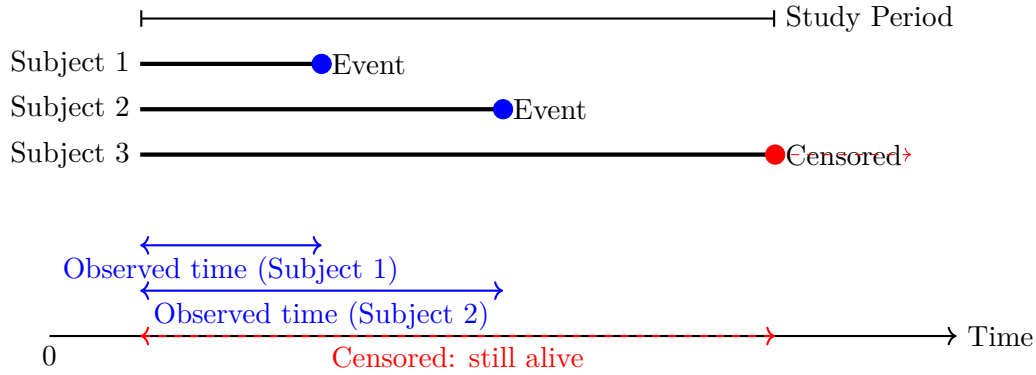 Study Period
Subject 1 Event
Subject 2 Event
Subject 3 Censored
Observed time (Subject 1)
Observed time (Subject 2)
Time
0
Censored: still alive